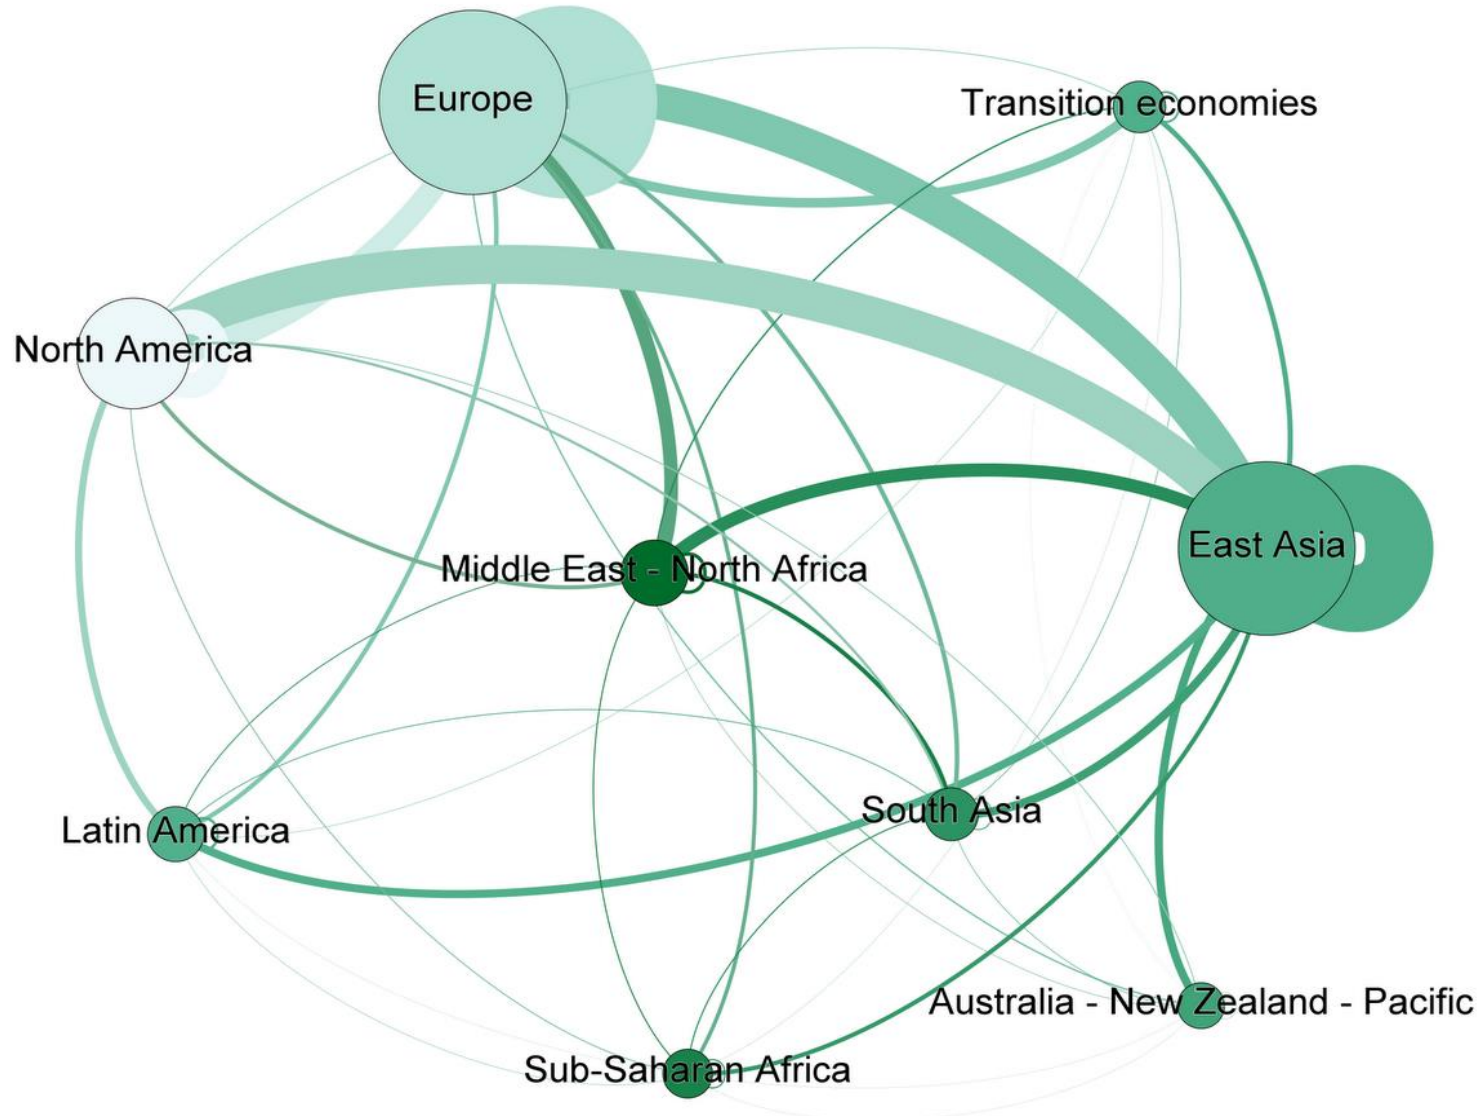 Europe
Transition economies
North America
East Asia
Middle East - North Africa
South Asia
Latin America
Australia - New Zealand - Pacific
Sub-Saharan Africa